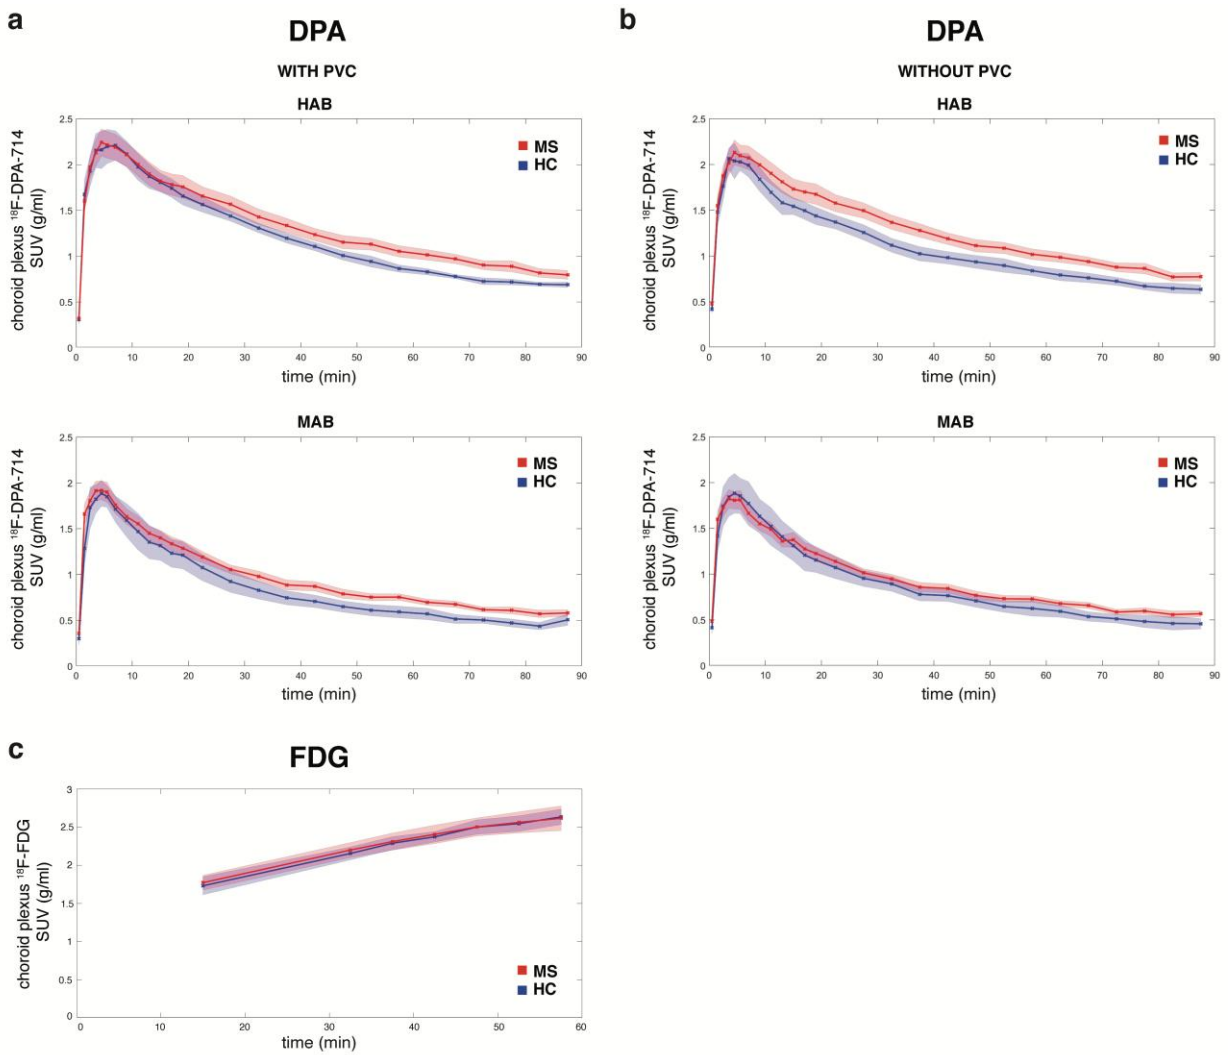 a
DPA
WITH PVC
HAB
2.5
2
1.5
1
0.5
0
choroid plexus ¹⁸F-DPA-714
SUV (g/ml)
MS
HC
0 10 20 30 40 50 60 70 80 90
time (min)
MAB
2.5
2
1.5
1
0.5
0
choroid plexus ¹⁸F-DPA-714
SUV (g/ml)
MS
HC
0 10 20 30 40 50 60 70 80 90
time (min)
b
DPA
WITHOUT PVC
HAB
2.5
2
1.5
1
0.5
0
choroid plexus ¹⁸F-DPA-714
SUV (g/ml)
MS
HC
0 10 20 30 40 50 60 70 80 90
time (min)
MAB
2.5
2
1.5
1
0.5
0
choroid plexus ¹⁸F-DPA-714
SUV (g/ml)
MS
HC
0 10 20 30 40 50 60 70 80 90
time (min)
c
FDG
3
2.5
2
1.5
1
0.5
0
choroid plexus ¹⁸F-FDG
SUV (g/ml)
MS
HC
0 10 20 30 40 50 60
time (min)